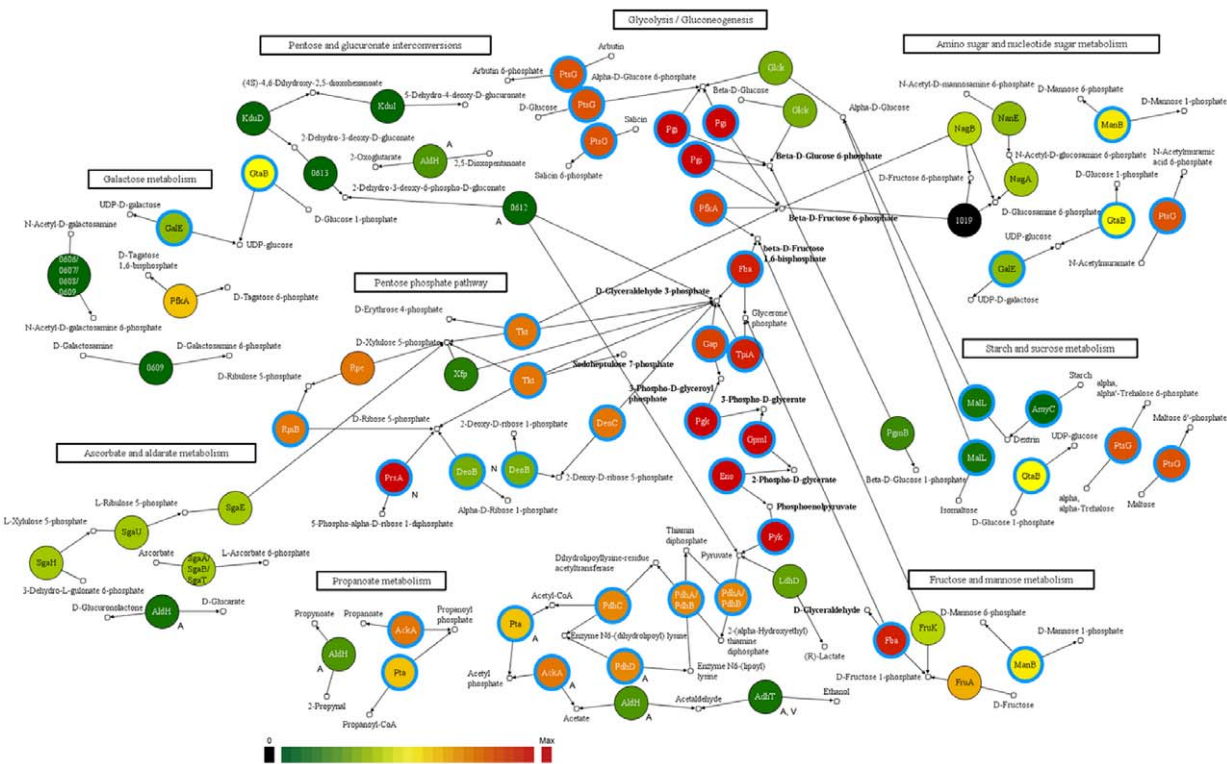 Glycolysis / Gluconeogenesis
Pentose and glucuronate interconversions
Amino sugar and nucleotide sugar metabolism
Arbutin
Arbutin 6-phosphate
PtsG
Alpha-D-Glucose 6-phosphate
Glck
(4S)-4,6-Dihydroxy-2,5-dioxohexanoate
KduI
5-Dehydro-4-deoxy-D-glucuronate
D-Glucose
PtsG
Beta-D-Glucose
Glck
Alpha-D-Glucose
N-Acetyl-D-mannosamine 6-phosphate
D-Mannose 6-phosphate
D-Mannose 1-phosphate
KduD
Salicin
PtsG
Salicin 6-phosphate
Pgi
Pgi
Pgi
NagB
NanE
ManB
2-Dehydro-3-deoxy-D-gluconate
2-Oxoglutarate
AldH
A
2,5-Dioxopentanoate
Beta-D-Glucose 6-phosphate
N-Acetyl-D-glucosamine 6-phosphate
N-Acetylmuramic
acid 6-phosphate
Galactose metabolism
QtaB
0613
2-Dehydro-3-deoxy-6-phospho-D-gluconate
D-Fructose 6-phosphate
NagA
D-Glucose 1-phosphate
UDP-D-galactose
D-Glucose 1-phosphate
0612
A
PfkA
Beta-D-Fructose 6-phosphate
1019
D-Glucosamine 6-phosphate
QtaB
PtsG
N-Acetyl-D-galactosamine
GalE
UDP-glucose
beta-D-Fructose
1,6-bisphosphate
UDP-glucose
N-Acetylmuramate
D-Tagatose
1,6-bisphosphate
0606/
0607/
0608/
0609
PfkA
D-Tagatose 6-phosphate
Fba
GalE
UDP-D-galactose
Pentose phosphate pathway
D-Glyceraldehyde 3-phosphate
N-Acetyl-D-galactosamine 6-phosphate
D-Erythrose 4-phosphate
Tkt
Glycerone
phosphate
D-Galactosamine
D-Galactosamine 6-phosphate
0609
D-Xylulose 5-phosphate
Gap
TpiA
Starch and sucrose metabolism
Rpe
Xfp
Tkt
Sedoheptulose 7-phosphate
D-Ribulose 5-phosphate
3-Phospho-D-glyceroyl
phosphate
3-Phospho-D-glycerate
Starch
alpha,
alpha'-Trehalose 6-phosphate
MalL
AmyC
Maltose 6'-phosphate
RpiB
D-Ribose 5-phosphate
2-Deoxy-D-ribose 1-phosphate
DeoC
Pgk
GpmI
PgmB
Dextrin
UDP-glucose
PtsG
Ascorbate and aldarate metabolism
MalL
PtsG
PrsA
N
DeoB
N
DeoB
2-Deoxy-D-ribose 5-phosphate
Eno
2-Phospho-D-glycerate
Beta-D-Glucose 1-phosphate
QtaB
Isomaltose
alpha,
alpha-Trehalose
Maltose
L-Ribulose 5-phosphate
SgaE
5-Phospho-alpha-D-ribose 1-diphosphate
Alpha-D-Ribose 1-phosphate
Phosphoenolpyruvate
D-Glucose 1-phosphate
L-Xylulose 5-phosphate
SgaU
Thiamin
diphosphate
Pyk
SgaH
Ascorbate
SgaA/
SgaB/
SgaT
L-Ascorbate 6-phosphate
Dihydrolipoyllysine-residue
acetyltransferase
Pyruvate
3-Dehydro-L-gulonate 6-phosphate
Propanoate metabolism
LdhD
Fructose and mannose metabolism
D-Glucuronolactone
AldH
A
D-Glucarate
Acetyl-CoA
PdhC
PdhA/
PdhB
PdhA/
PdhB
D-Glyceraldehyde
D-Mannose 6-phosphate
Propynoate
Propanoate
AckA
Propanoyl
phosphate
Pta
A
Enzyme N6-(dihydrolipoyl) lysine
2-(alpha-Hydroxyethyl)
thiamine
diphosphate
(R)-Lactate
Fba
FruK
D-Mannose 1-phosphate
AldH
A
Pta
Acetyl
phosphate
AckA
A
PdhD
A
Enzyme N6-(lipoyl)
lysine
D-Fructose 1-phosphate
ManB
FruA
2-Propynal
Propanoyl-CoA
Acetate
AldH
A
Acetaldehyde
AdhT
A, V
Ethanol
D-Fructose
0
Max